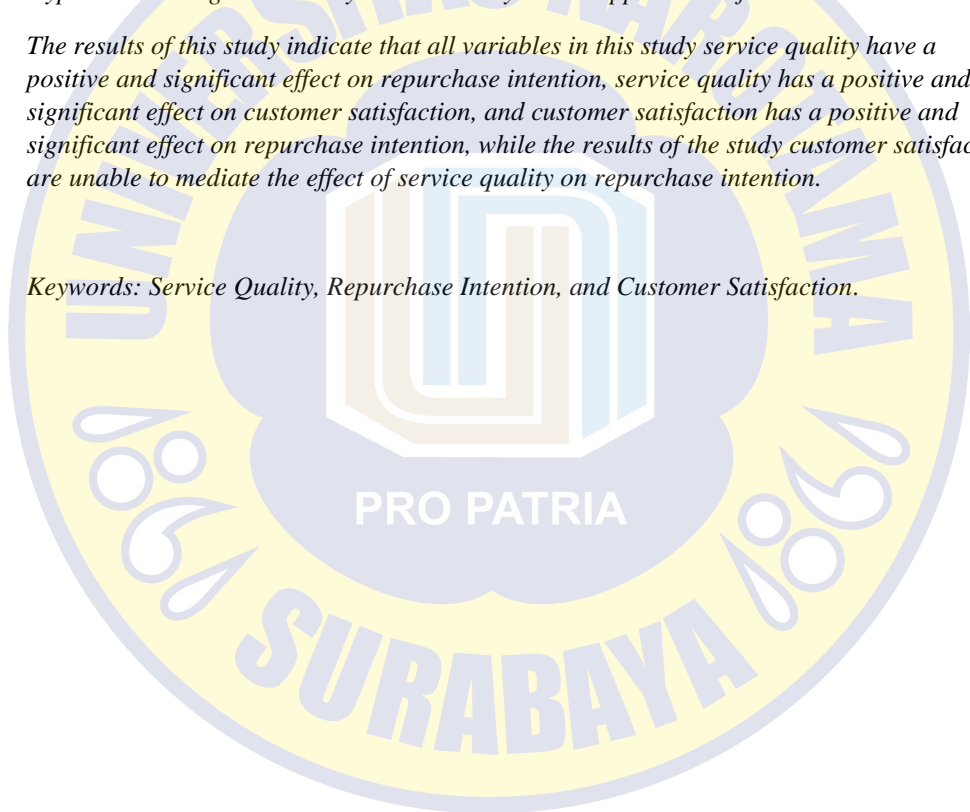 The results of this study indicate that all variables in this study service quality have a
positive and significant effect on repurchase intention, service quality has a positive and
significant effect on customer satisfaction, and customer satisfaction has a positive and
significant effect on repurchase intention, while the results of the study customer satisfac
are unable to mediate the effect of service quality on repurchase intention.
Keywords: Service Quality, Repurchase Intention, and Customer Satisfaction.
PRO PATRIA
SURABAYA